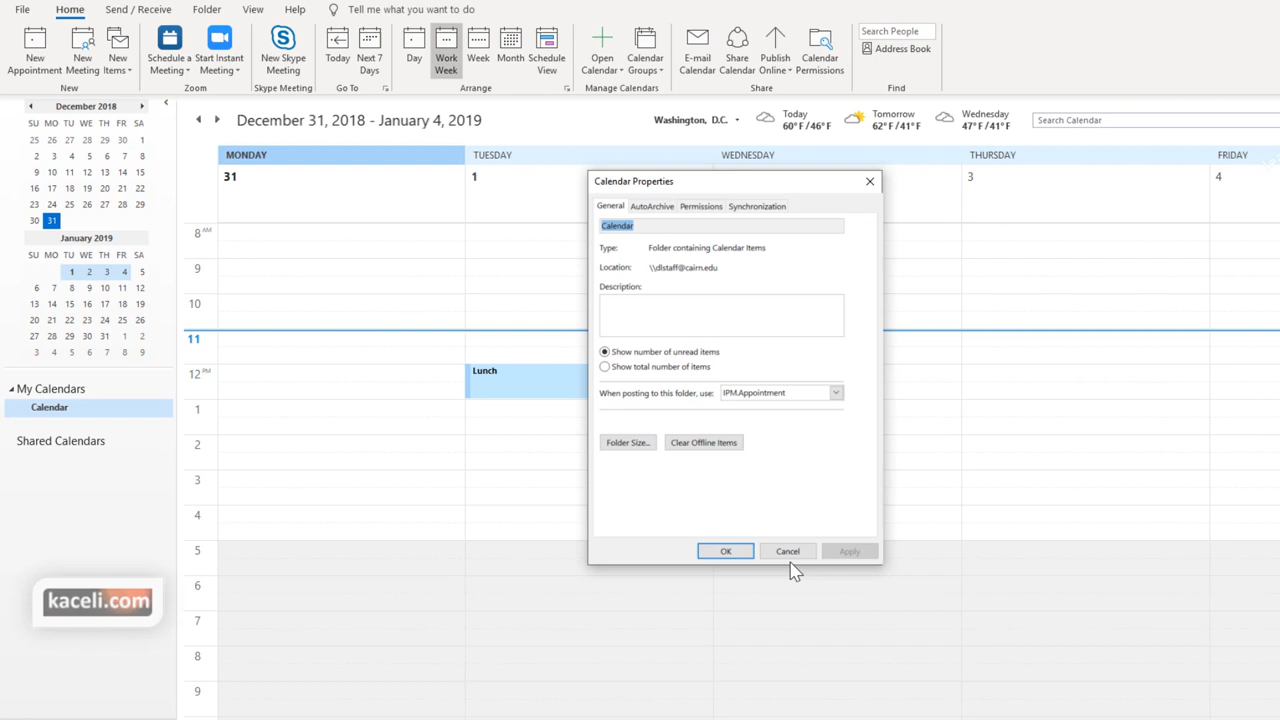 File Home Send / Receive Folder View Help Tell me what you want to do
New Appointment
New Meeting
New Items
Schedule a Meeting
Start Instant Meeting
New Skype Meeting
Today
Next 7 Days
Day
Work Week
Week
Month
Schedule View
Open Calendar
Calendar Groups
E-mail Calendar
Share Calendar
Publish Online
Calendar Permissions
Search People
Address Book
New Zoom Skype Meeting Go To Arrange Manage Calendars Share Find
December 2018
SU MO TU WE TH FR SA
25 26 27 28 29 30 1
2 3 4 5 6 7 8
9 10 11 12 13 14 15
16 17 18 19 20 21 22
23 24 25 26 27 28 29
30 31
January 2019
SU MO TU WE TH FR SA
1 2 3 4 5
6 7 8 9 10 11 12
13 14 15 16 17 18 19
20 21 22 23 24 25 26
27 28 29 30 31 1 2
3 4 5 6 7 8 9
My Calendars
Calendar
Shared Calendars
kaceli.com
December 31, 2018 - January 4, 2019
Washington, D.C.
Today
60°F/46°F
Tomorrow
62°F/41°F
Wednesday
47°F/41°F
Search Calendar
MONDAY TUESDAY WEDNESDAY THURSDAY FRIDAY
31 1 3 4
8 AM
9
10
11
12 PM
Lunch
1
2
3
4
5
6
7
8
9
Calendar Properties
General AutoArchive Permissions Synchronization
Calendar
Type: Folder containing Calendar Items
Location: \\dlstaff@cairn.edu
Description:
Show number of unread items
Show total number of items
When posting to this folder, use: IPM.Appointment
Folder Size... Clear Offline Items
OK Cancel Apply